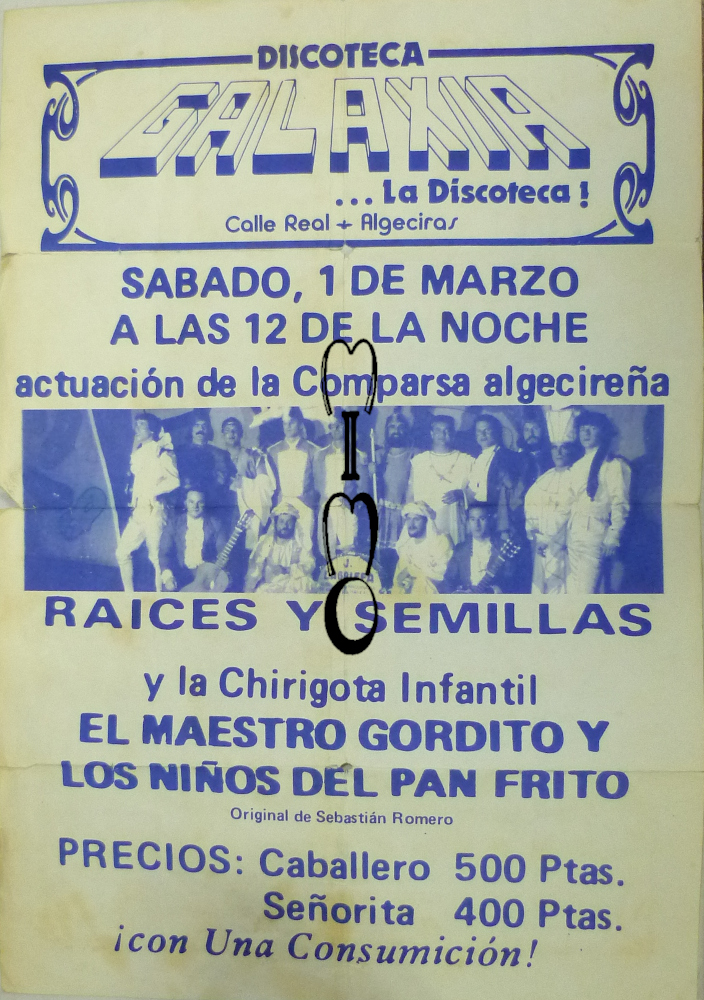 DISCOTECA
GALAXIA
... La Discoteca!
Calle Real + Algeciras
SABADO, 1 DE MARZO
A LAS 12 DE LA NOCHE
actuación de la Comparsa algecireña
RAICES Y SEMILLAS
y la Chirigota Infantil
EL MAESTRO GORDITO Y
LOS NIÑOS DEL PAN FRITO
Original de Sebastián Romero
PRECIOS: Caballero 500 Ptas.
Señorita 400 Ptas.
¡con Una Consumición!